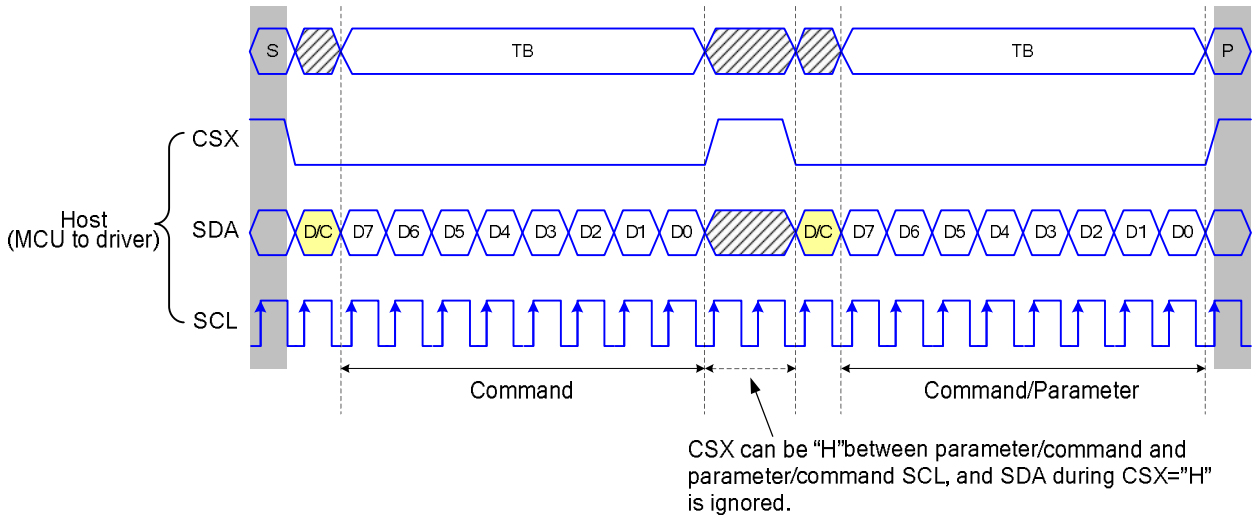 S TB TB P
CSX
Host
(MCU to driver)
SDA D/C D7 D6 D5 D4 D3 D2 D1 D0 D/C D7 D6 D5 D4 D3 D2 D1 D0
SCL
Command Command/Parameter
CSX can be “H”between parameter/command and
parameter/command SCL, and SDA during CSX=”H”
is ignored.